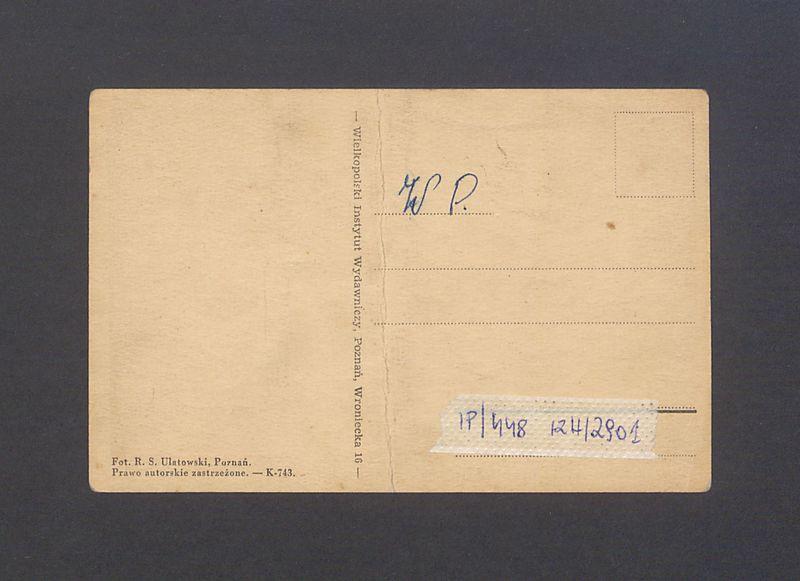 Fot. R. S. Ulatowski, Poznań.
Prawo autorskie zastrzeżone. — K-743.
— Wielkopolski Instytut Wydawniczy, Poznań, Wroniecka 16 —
W P.
IP/448 124/2901